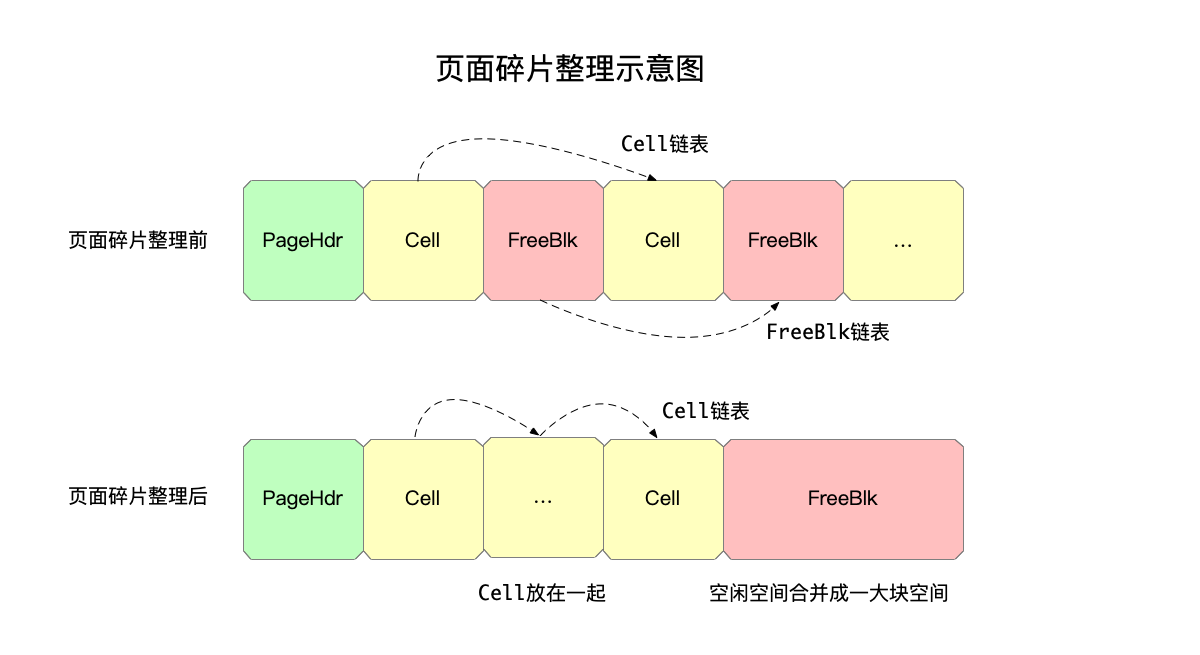 页面碎片整理示意图
Cell链表
页面碎片整理前
PageHdr
Cell
FreeBlk
Cell
FreeBlk
...
FreeBlk链表
Cell链表
页面碎片整理后
PageHdr
Cell
...
Cell
FreeBlk
Cell放在一起
空闲空间合并成一大块空间